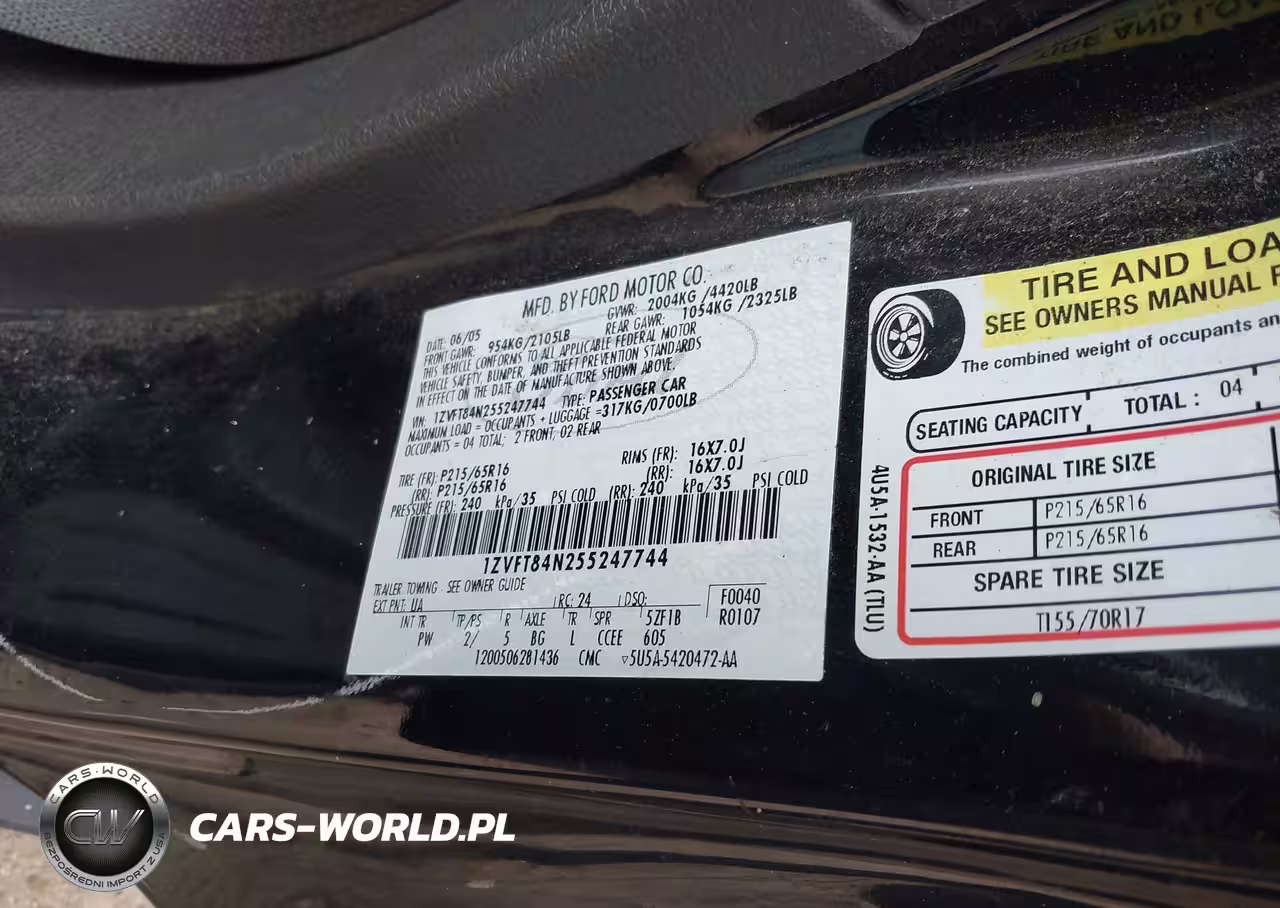 MFD. BY FORD MOTOR CO.
DATE: 06/05 GVWR: 2004KG/4420LB
FRONT GAWR: 954KG/2105LB REAR GAWR: 1054KG/2325LB
THIS VEHICLE CONFORMS TO ALL APPLICABLE FEDERAL MOTOR
VEHICLE SAFETY, BUMPER, AND THEFT PREVENTION STANDARDS
IN EFFECT ON THE DATE OF MANUFACTURE SHOWN ABOVE.
VIN: 1ZVFT84N255247744 TYPE: PASSENGER CAR
MAXIMUM LOAD = OCCUPANTS + LUGGAGE =317KG/0700LB
OCCUPANTS = 04 TOTAL; 2 FRONT, 02 REAR
TIRE (FR): P215/65R16 RIMS (FR): 16X7.0J
(RR): P215/65R16 (RR): 16X7.0J
PRESSURE (FR): 240 kPa/35 PSI COLD (RR): 240 kPa/35 PSI COLD
1ZVFT84N255247744
TRAILER TOWING - SEE OWNER GUIDE
EXT PNT: UA RC: 24 DSO: F0040
INT TR TP/PS R AXLE TR SPR 5ZF1B R0107
PW 2/ 5 BG L CCEE 605
1200506281436 CMC ▽5U5A-5420472-AA
TIRE AND LOA
SEE OWNERS MANUAL F
The combined weight of occupants an
SEATING CAPACITY TOTAL : 04
ORIGINAL TIRE SIZE
FRONT P215/65R16
REAR P215/65R16
SPARE TIRE SIZE
T155/70R17
4U5A-1532-AA (TLU)
CARS-WORLD
CW
BEZPOŚREDNI IMPORT Z USA
CARS-WORLD.PL